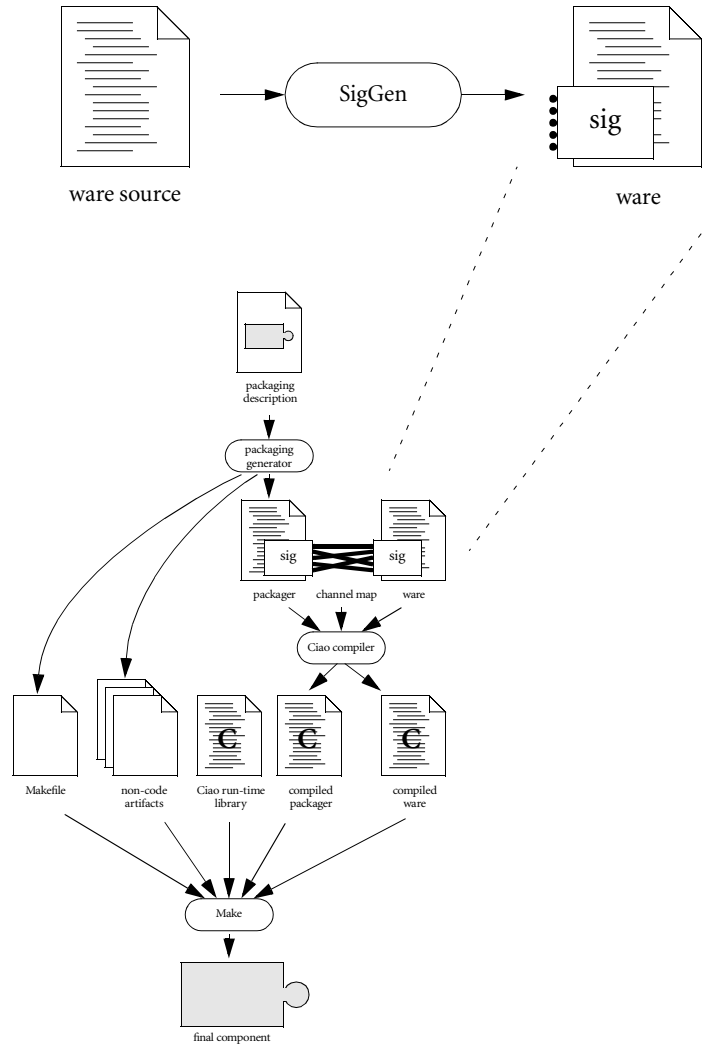 SigGen
sig
ware source
ware
packaging
description
packaging
generator
sig
sig
packager
channel map
ware
Ciao compiler
C
C
C
Makefile
non-code
artifacts
Ciao run-time
library
compiled
packager
compiled
ware
Make
final component